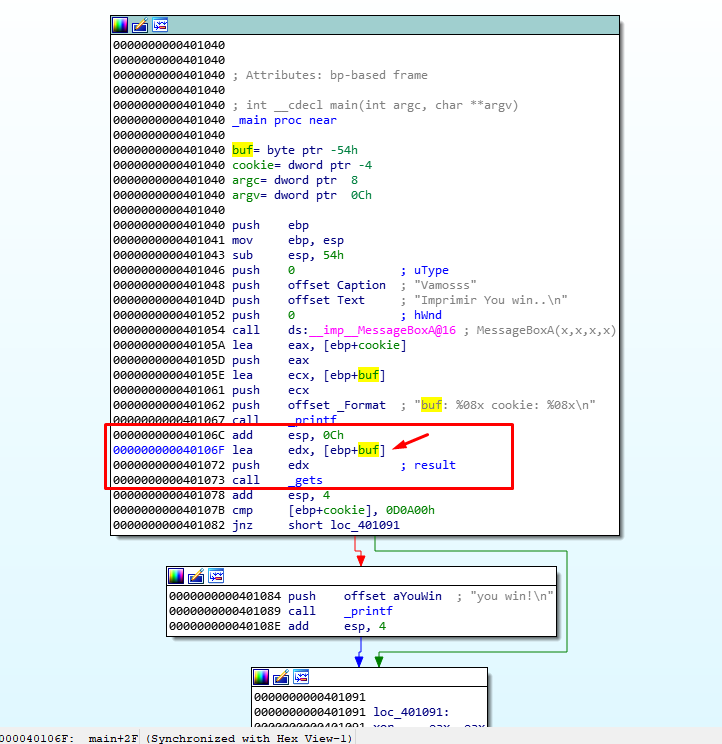 0000000000401040
0000000000401040
0000000000401040 ; Attributes: bp-based frame
0000000000401040
0000000000401040 ; int __cdecl main(int argc, char **argv)
0000000000401040 _main proc near
0000000000401040
0000000000401040 buf= byte ptr -54h
0000000000401040 cookie= dword ptr -4
0000000000401040 argc= dword ptr  8
0000000000401040 argv= dword ptr  0Ch
0000000000401040
0000000000401040 push    ebp
0000000000401041 mov     ebp, esp
0000000000401043 sub     esp, 54h
0000000000401046 push    0               ; uType
0000000000401048 push    offset Caption  ; "Vamosss"
000000000040104D push    offset Text     ; "Imprimir You win..\n"
0000000000401052 push    0               ; hWnd
0000000000401054 call    ds:__imp__MessageBoxA@16 ; MessageBoxA(x,x,x,x)
000000000040105A lea     eax, [ebp+cookie]
000000000040105D push    eax
000000000040105E lea     ecx, [ebp+buf]
0000000000401061 push    ecx
0000000000401062 push    offset _Format  ; "buf: %08x cookie: %08x\n"
0000000000401067 call    _printf
000000000040106C add     esp, 0Ch
000000000040106F lea     edx, [ebp+buf]
0000000000401072 push    edx             ; result
0000000000401073 call    _gets
0000000000401078 add     esp, 4
000000000040107B cmp     [ebp+cookie], 0D0A00h
0000000000401082 jnz     short loc_401091
0000000000401084 push    offset aYouWin  ; "you win!\n"
0000000000401089 call    _printf
000000000040108E add     esp, 4
0000000000401091
0000000000401091 loc_401091:
0000000000401091 xor     eax, eax
000040106F: _main+2F (Synchronized with Hex View-1)